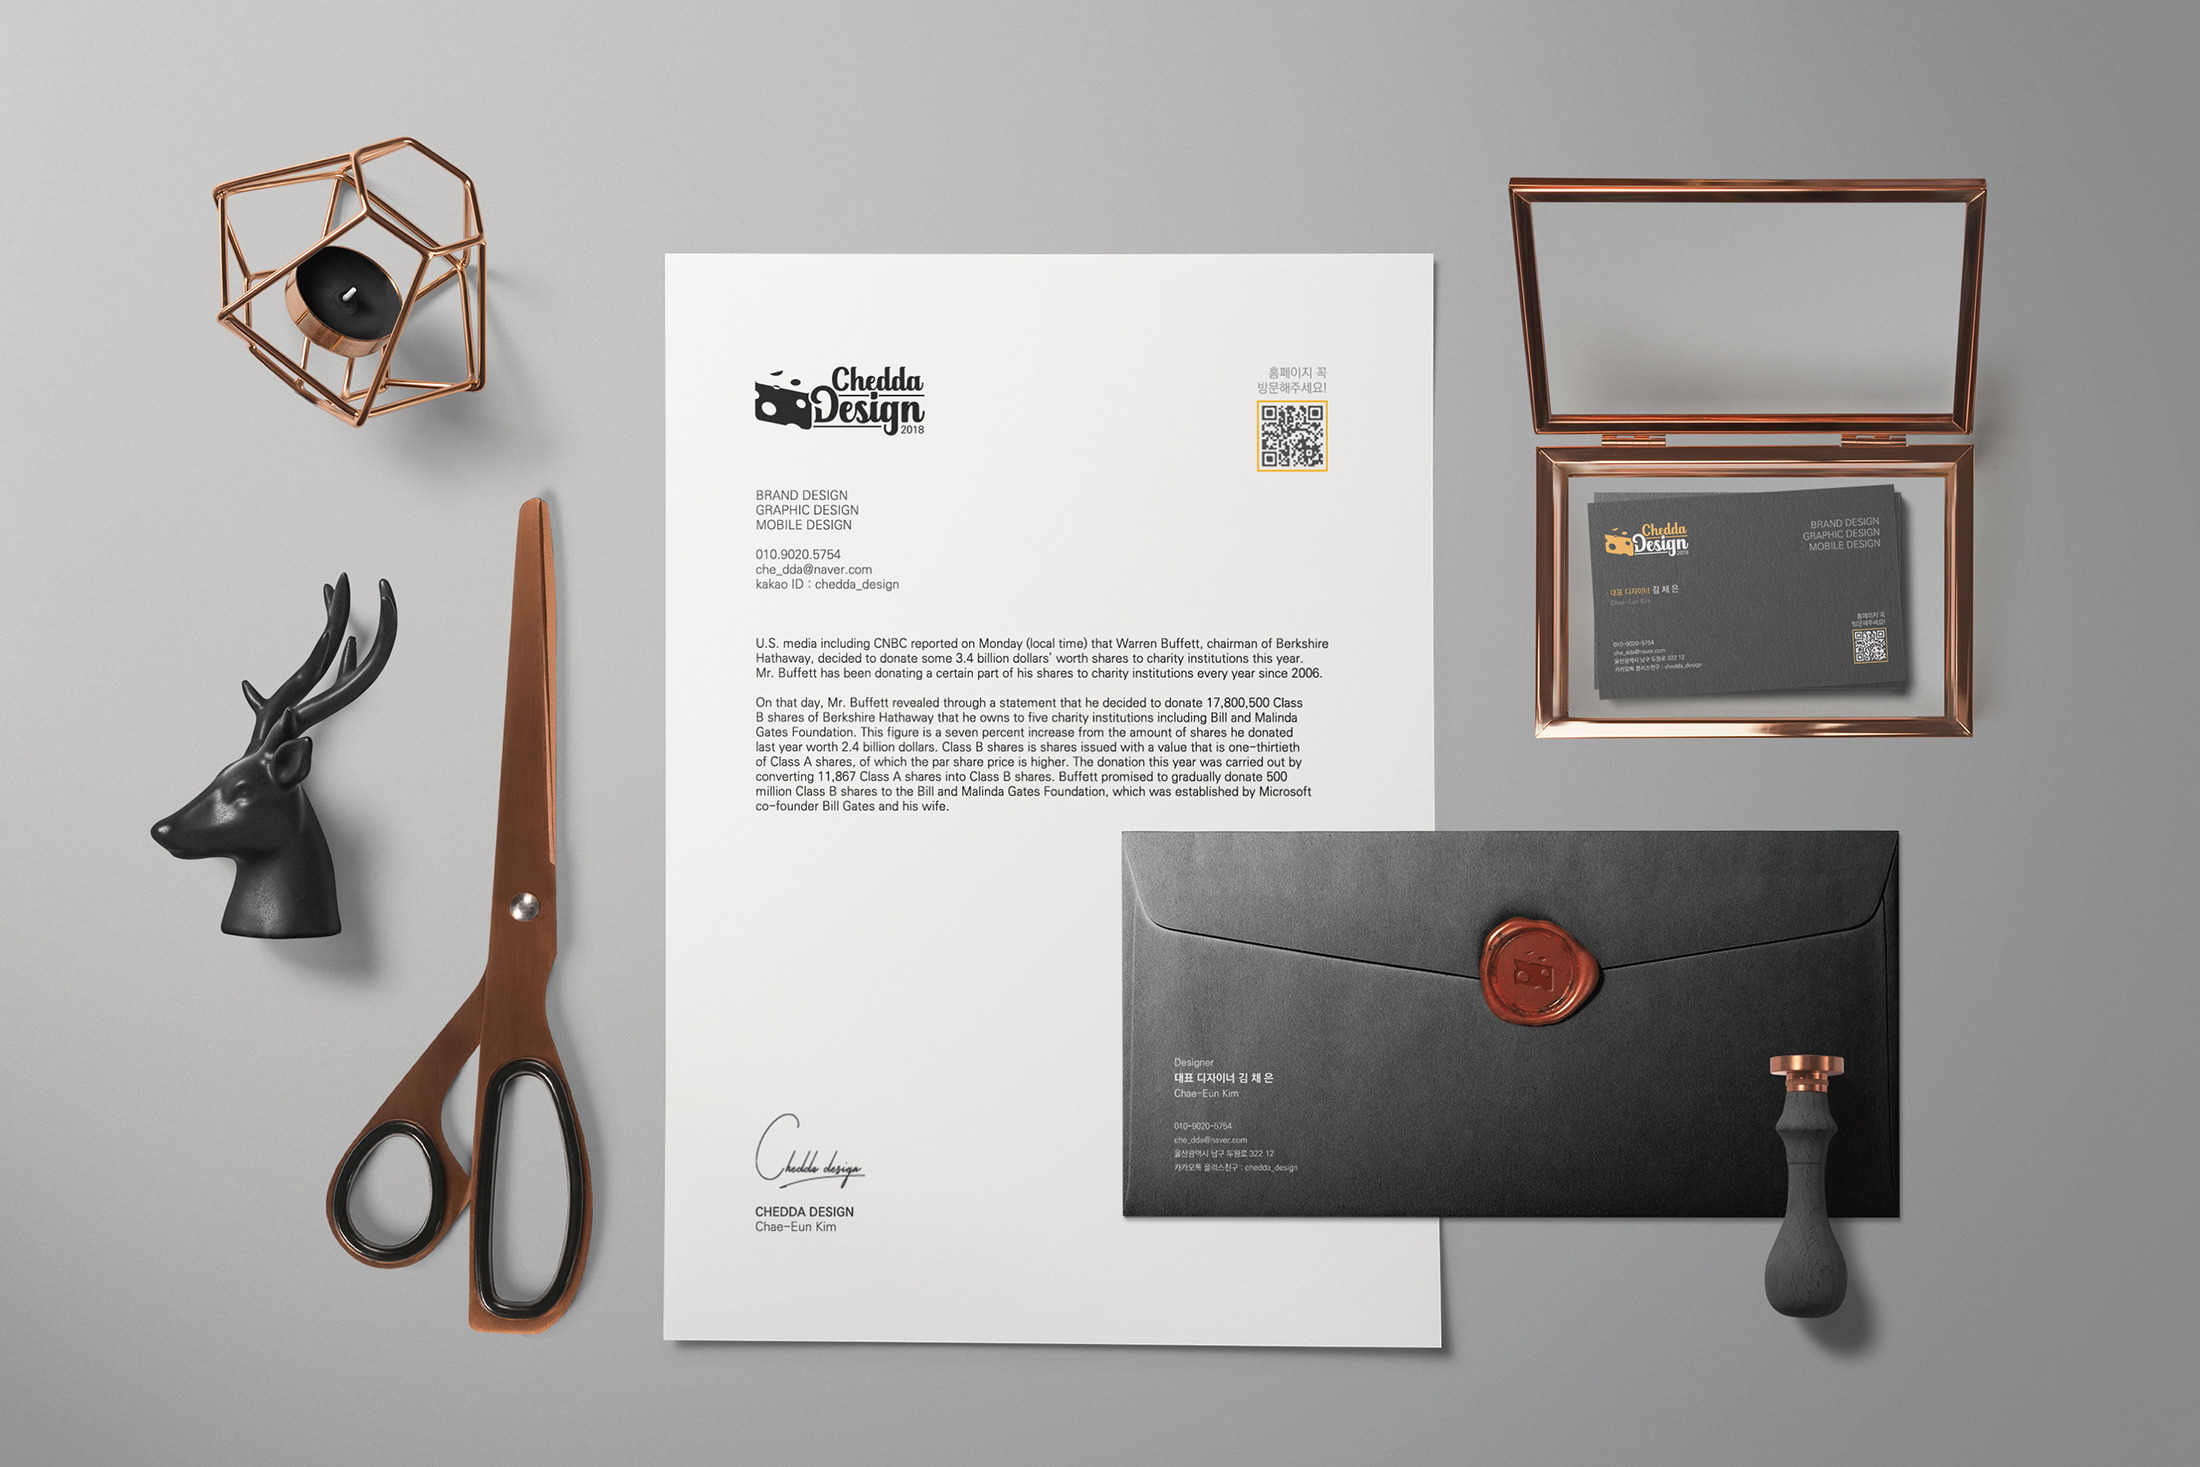 Chedda
Design
2018
홈페이지 꼭
방문해주세요!
BRAND DESIGN
GRAPHIC DESIGN
MOBILE DESIGN
010.9020.5754
che_dda@naver.com
kakao ID : chedda_design
U.S. media including CNBC reported on Monday (local time) that Warren Buffett, chairman of Berkshire
Hathaway, decided to donate some 3.4 billion dollars' worth shares to charity institutions this year.
Mr. Buffett has been donating a certain part of his shares to charity institutions every year since 2006.
On that day, Mr. Buffett revealed through a statement that he decided to donate 17,800,500 Class
B shares of Berkshire Hathaway that he owns to five charity institutions including Bill and Malinda
Gates Foundation. This figure is a seven percent increase from the amount of shares he donated
last year worth 2.4 billion dollars. Class B shares is shares issued with a value that is one-thirtieth
of Class A shares, of which the par share price is higher. The donation this year was carried out by
converting 11,867 Class A shares into Class B shares. Buffett promised to gradually donate 500
million Class B shares to the Bill and Malinda Gates Foundation, which was established by Microsoft
co-founder Bill Gates and his wife.
Chedda design
CHEDDA DESIGN
Chae-Eun Kim
Chedda
Design
2018
BRAND DESIGN
GRAPHIC DESIGN
MOBILE DESIGN
대표 디자이너 김 채 은
Chae-Eun Kim
홈페이지 꼭
방문해주세요!
010-9020-5754
che_dda@naver.com
울산광역시 남구 두왕로 322 12
카카오톡 플러스친구 : chedda_design
Designer
대표 디자이너 김 채 은
Chae-Eun Kim
010-9020-5754
che_dda@naver.com
울산광역시 남구 두왕로 322 12
카카오톡 플러스친구 : chedda_design